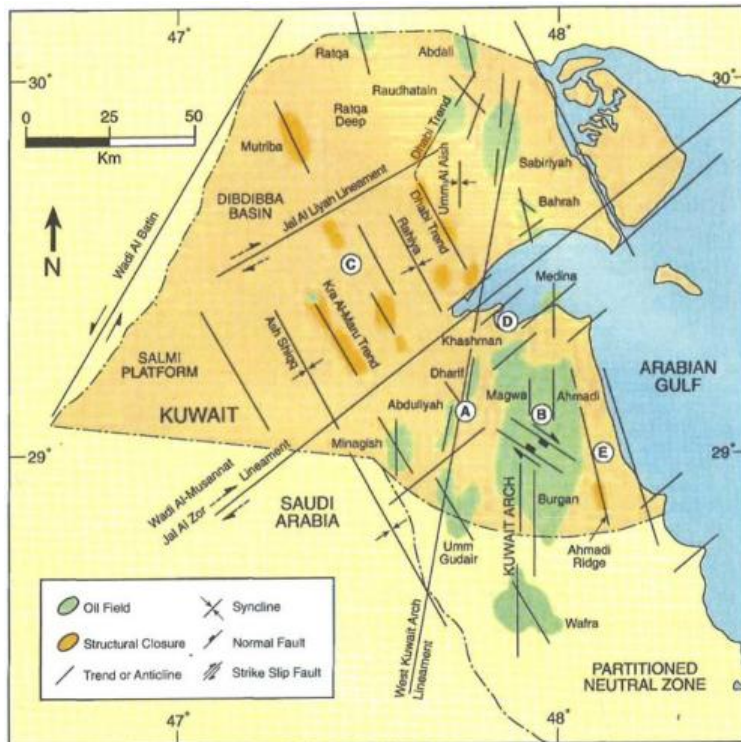 47°
48°
30°
30°
0 25 50
Km
N
Ratqa
Abdali
Raudhatain
Ratqa
Deep
Dhabi Trend
Mutriba
Sabiriyah
Umm Al Aish
DIBDIBBA
BASIN
Jal Al Liyah Lineament
Dhabi Trend
Bahrah
Wadi Al Batin
Rahiya
C
Medina
Kra Al-Maru Trend
D
Khashman
Ash Shiqq
SALMI
PLATFORM
ARABIAN
GULF
Dharif
KUWAIT
Magwa
Ahmadi
Abduliyah
A
B
Minagish
E
29°
29°
Wadi Al-Musannat
Lineament
Jal Al Zor
SAUDI
ARABIA
Burgan
KUWAIT ARCH
Umm
Gudair
Ahmadi
Ridge
Wafra
West Kuwait Arch
Lineament
PARTITIONED
NEUTRAL ZONE
Oil Field
Syncline
Structural Closure
Normal Fault
Trend or Anticline
Strike Slip Fault
47°
48°